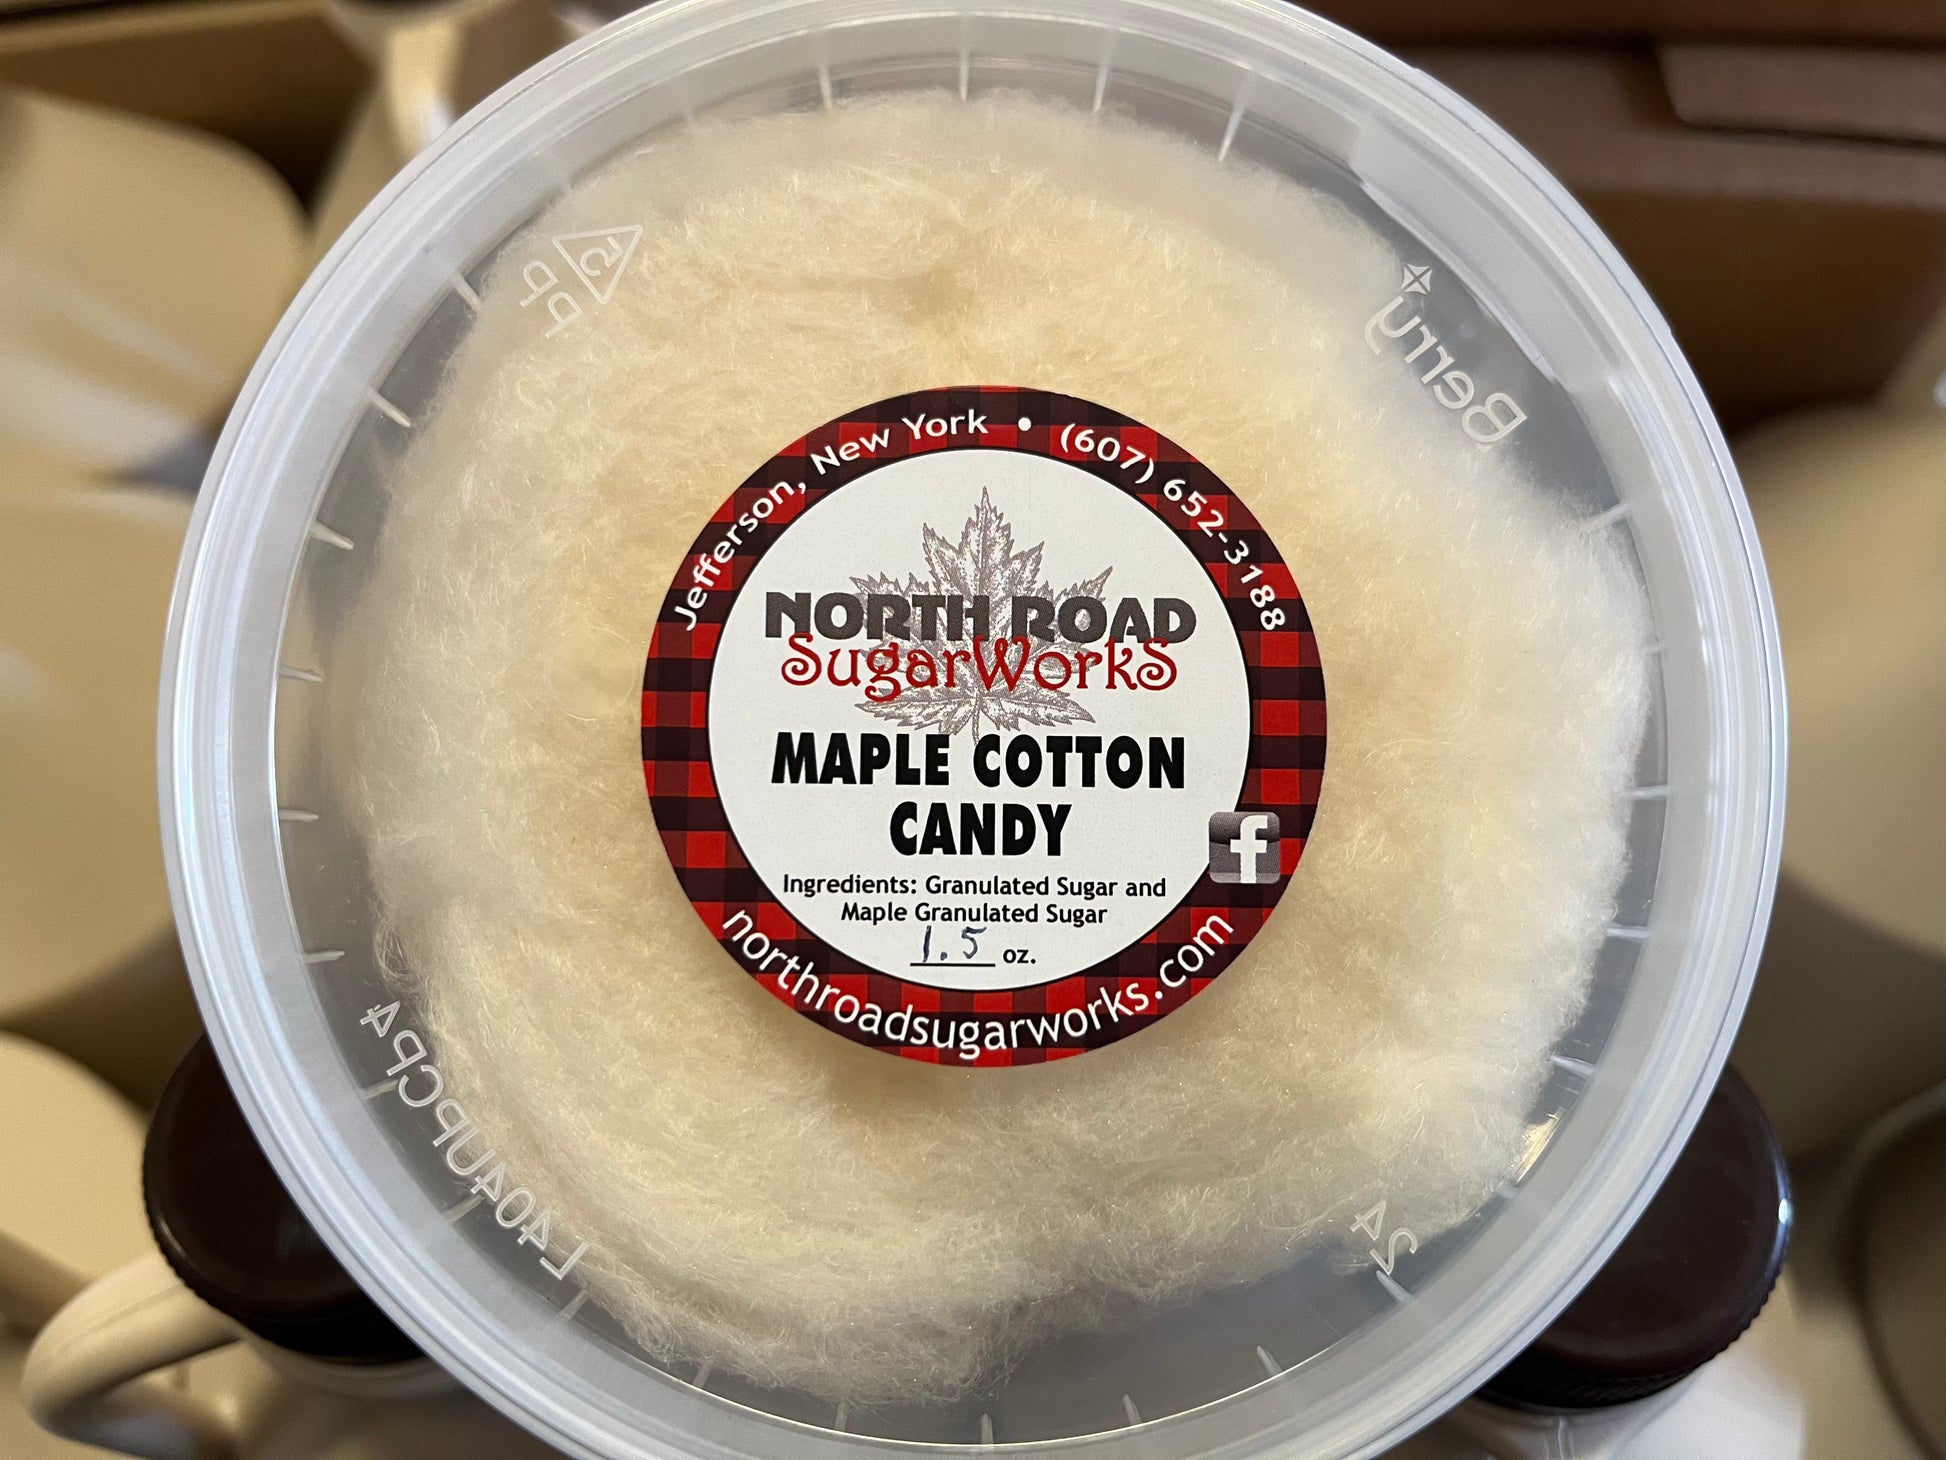 Jefferson, New York • (607) 652-3188
NORTH ROAD
SugarWorks
MAPLE COTTON
CANDY
f
Ingredients: Granulated Sugar and
Maple Granulated Sugar
1.5 oz.
northroadsugarworks.com
5
PP
Berry
L404UPCPA
24